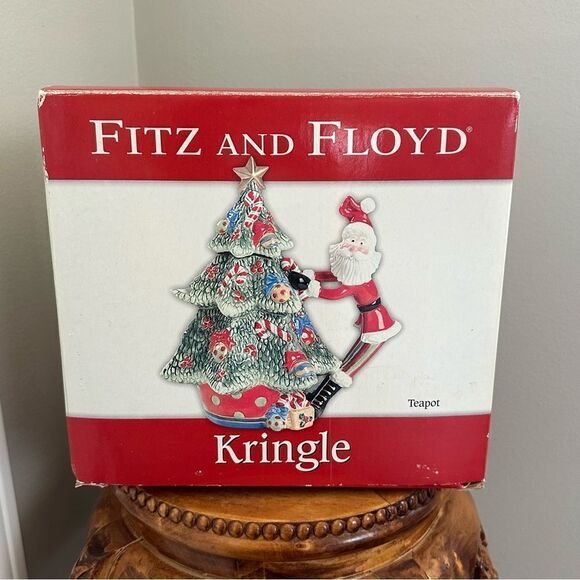 FITZ AND FLOYD®
Teapot
Kringle